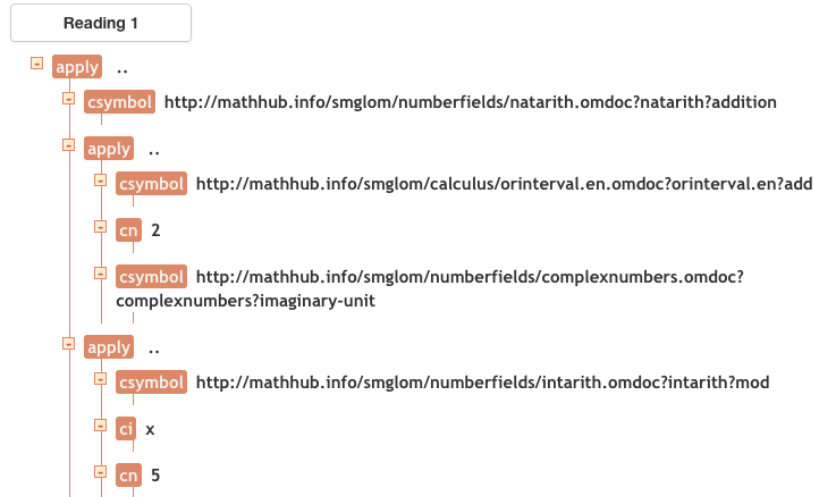 Reading 1
apply ..
csymbol http://mathhub.info/smglom/numberfields/natarith.omdoc?natarith?addition
apply ..
csymbol http://mathhub.info/smglom/calculus/orinterval.en.omdoc?orinterval.en?add
cn 2
csymbol http://mathhub.info/smglom/numberfields/complexnumbers.omdoc?
complexnumbers?imaginary-unit
apply ..
csymbol http://mathhub.info/smglom/numberfields/intarith.omdoc?intarith?mod
ci x
cn 5